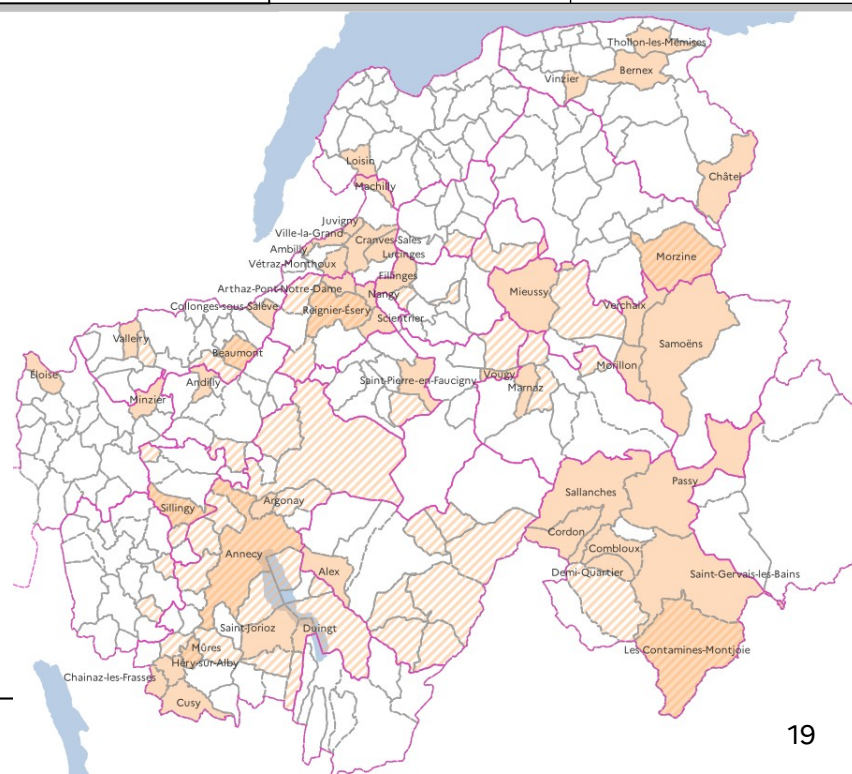 Thollon-les-Mémises
Bernex
Vinzier
Loisin
Châtel
Machilly
Juvigny
Ville-la-Grand
Cranves-Sales
Ambilly
Lucinges
Morzine
Vétraz-Monthoux
Fillinges
Arthaz-Pont-Notre-Dame
Nangy
Mieussy
Collonges-sous-Salève
Reignier-Ésery
Verchaix
Scientrier
Valleiry
Samoëns
Beaumont
Morillon
Éloise
Vougy
Andilly
Saint-Pierre-en-Faucigny
Marnaz
Minzier
Passy
Sallanches
Argonay
Sillingy
Cordon
Combloux
Annecy
Alex
Demi-Quartier
Saint-Gervais-les-Bains
Saint-Jorioz
Duingt
Mûres
Les Contamines-Montjoie
Héry-sur-Alby
Chainaz-les-Frasses
Cusy
19